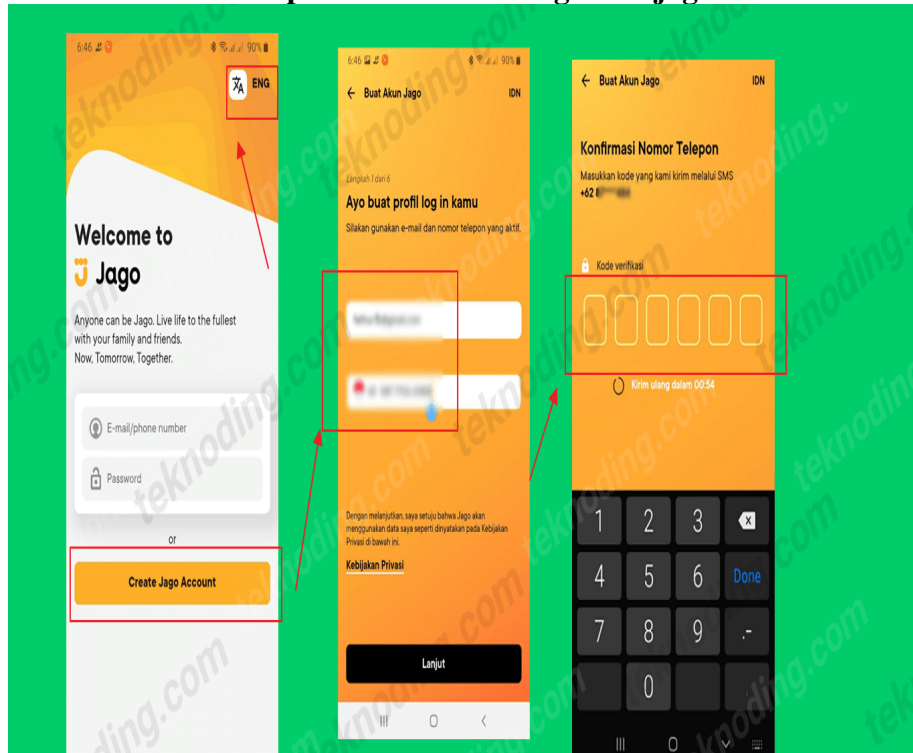 6:46
90%
ENG
Welcome to
Jago
Anyone can be Jago. Live life to the fullest
with your family and friends.
Now, Tomorrow, Together.
E-mail/phone number
Password
or
Create Jago Account
6:46
90%
Buat Akun Jago
IDN
Langkah 1 dari 6
Ayo buat profil log in kamu
Silakan gunakan e-mail dan nomor telepon yang aktif.
Dengan melanjutkan, saya setuju bahwa Jago akan
menggunakan data saya seperti dinyatakan pada Kebijakan
Privasi di bawah ini.
Kebijakan Privasi
Lanjut
Buat Akun Jago
IDN
Konfirmasi Nomor Telepon
Masukkan kode yang kami kirim melalui SMS
+62 8
Kode verifikasi
Kirim ulang dalam 00:54
1 2 3
4 5 6 Done
7 8 9 .-
0
teknoding.com